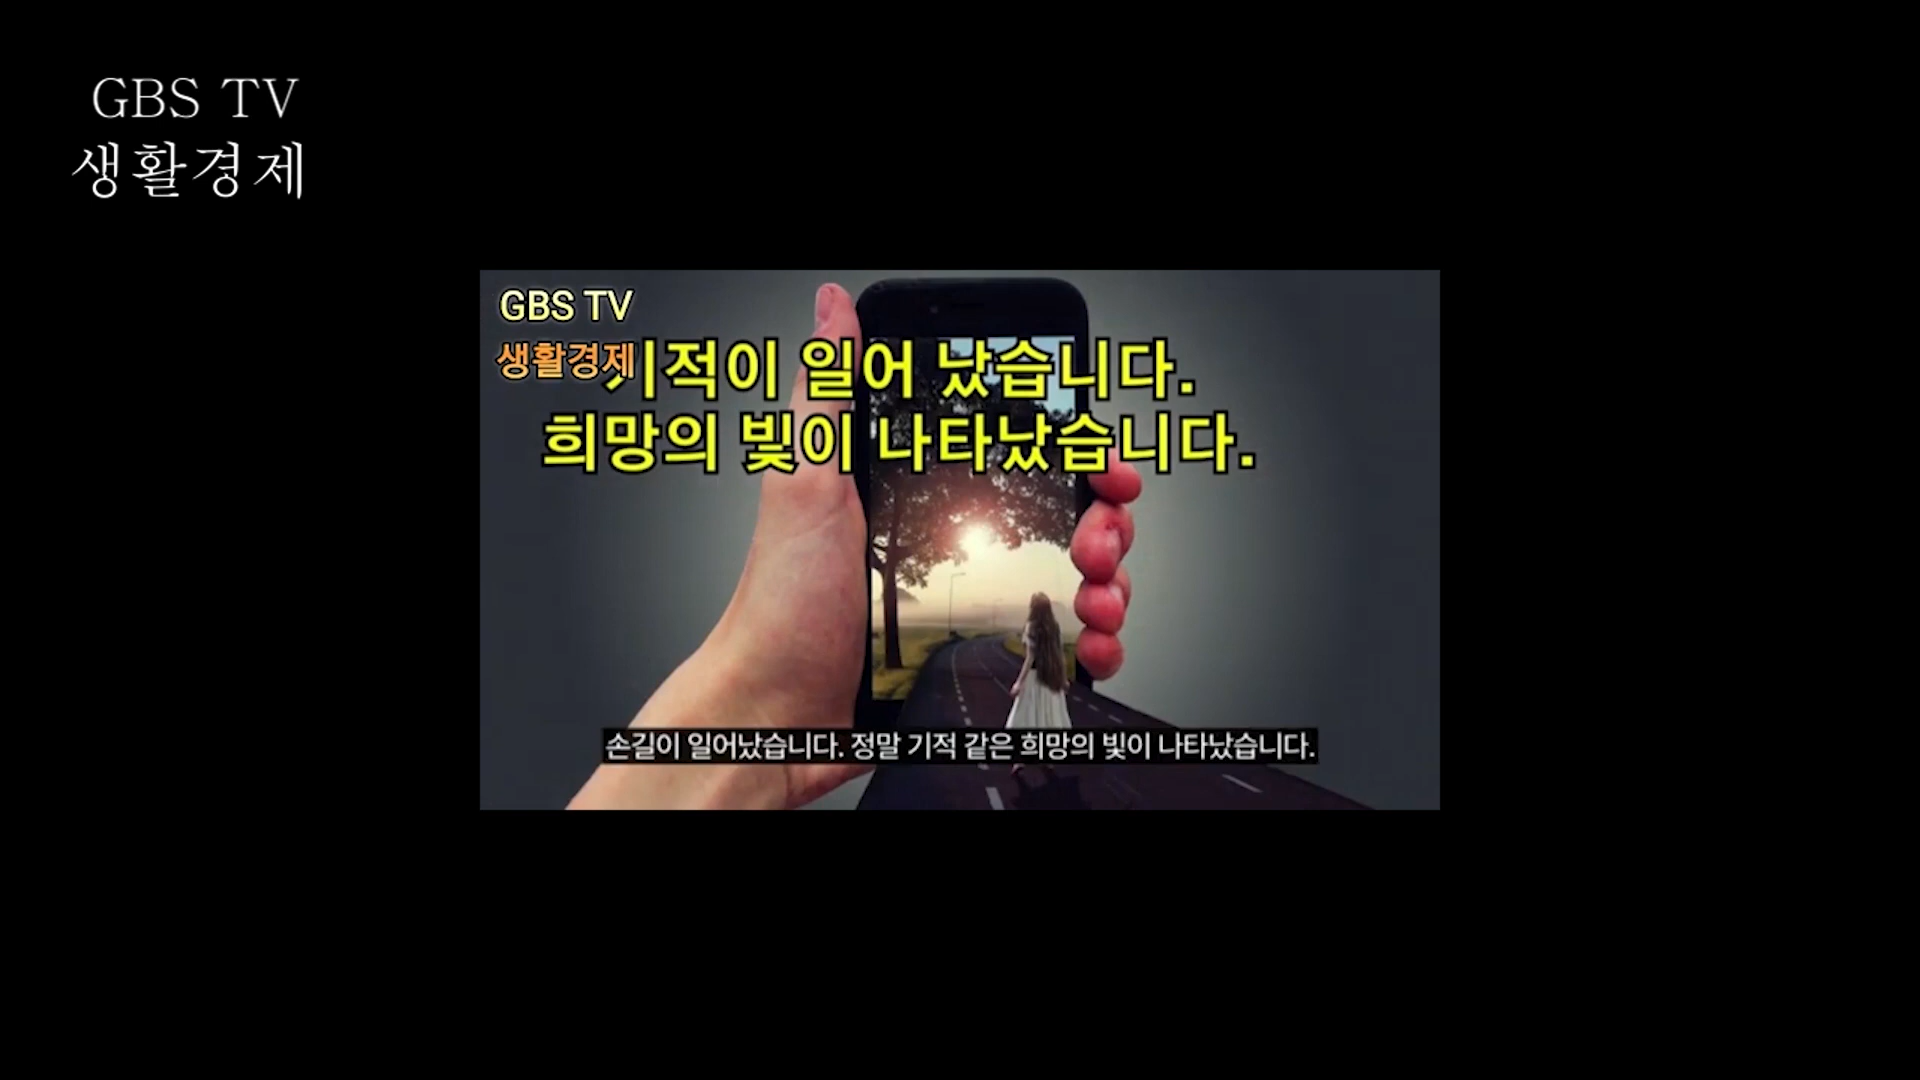 GBS TV
생활경제
GBS TV
생활경제
기적이 일어 났습니다.
희망의 빛이 나타났습니다.
손길이 일어났습니다. 정말 기적 같은 희망의 빛이 나타났습니다.